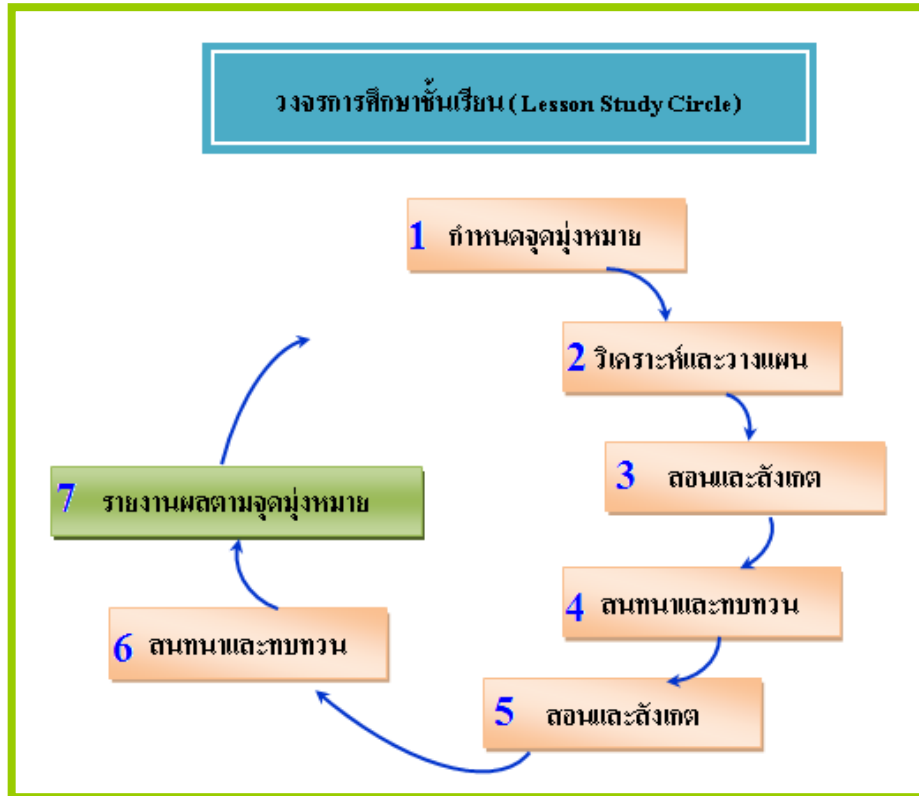 วงจรการศึกษาชั้นเรียน (Lesson Study Circle)
1 กำหนดจุดมุ่งหมาย
2 วิเคราะห์และวางแผน
3 สอนและสังเกต
4 สนทนาและทบทวน
5 สอนและสังเกต
6 สนทนาและทบทวน
7 รายงานผลตามจุดมุ่งหมาย